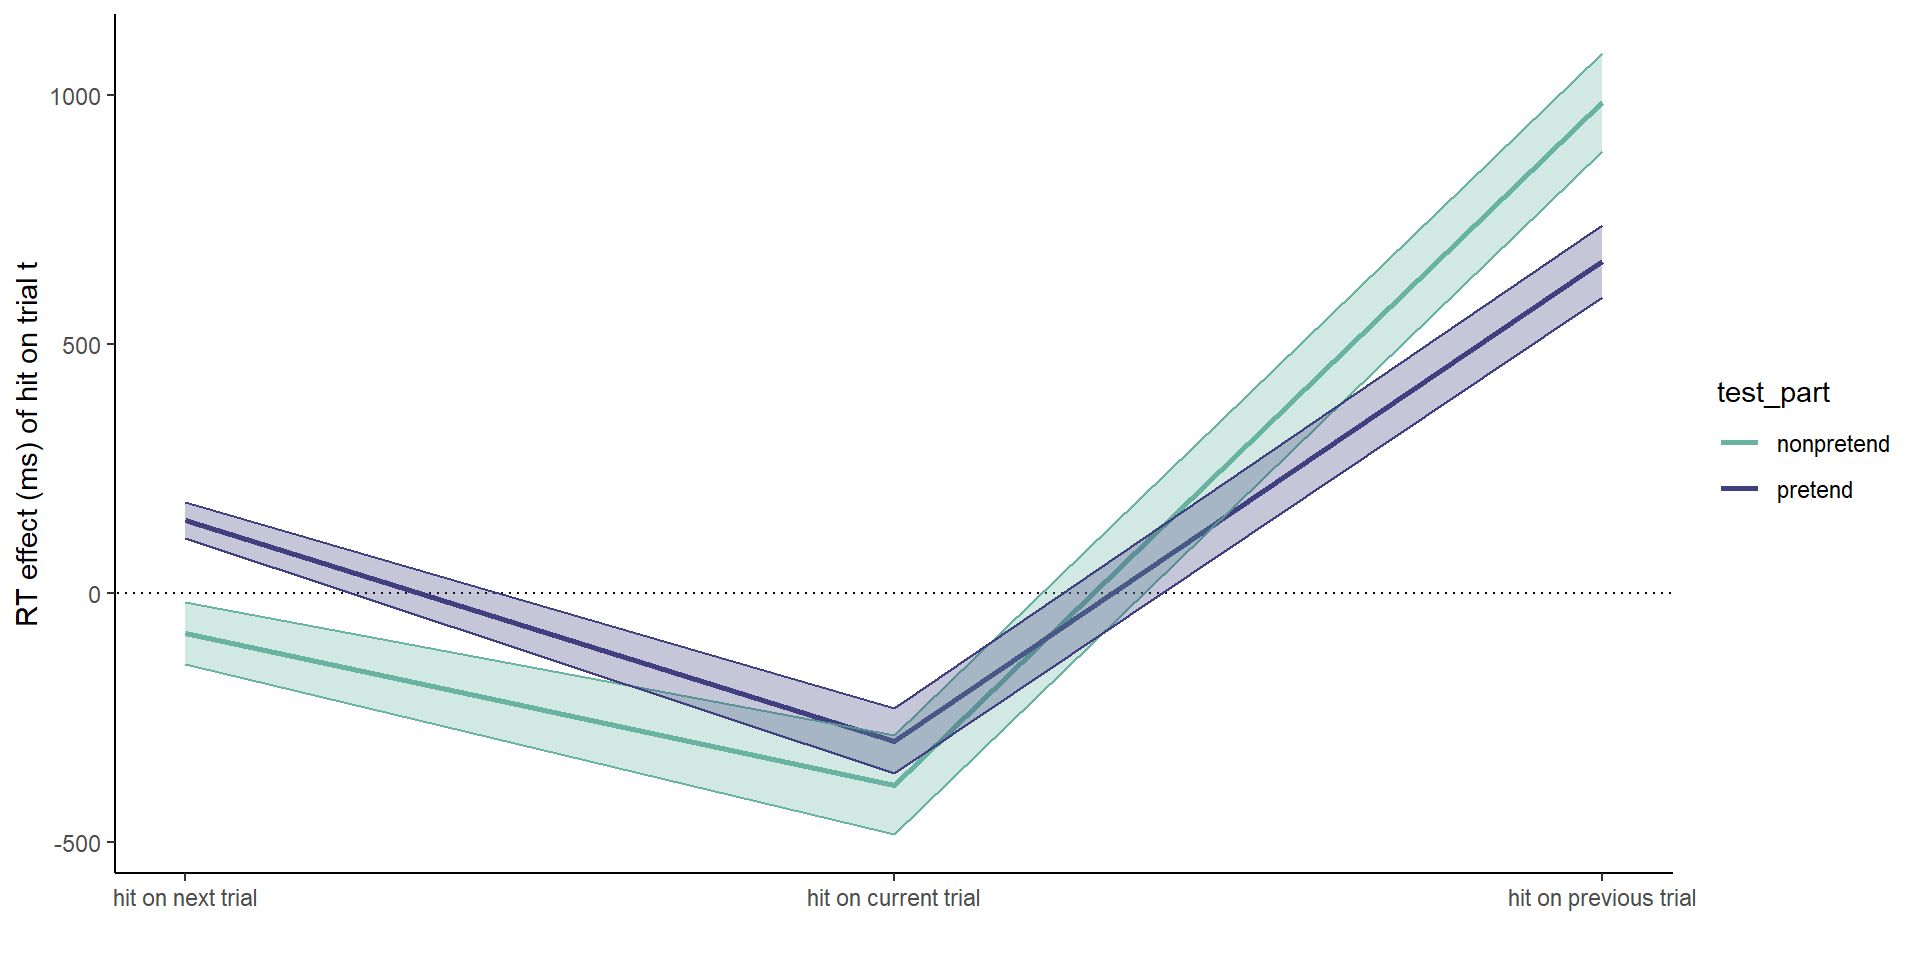 RT effect (ms) of hit on trial t
1000
500
0
-500
hit on next trial
hit on current trial
hit on previous trial
test_part
nonpretend
pretend